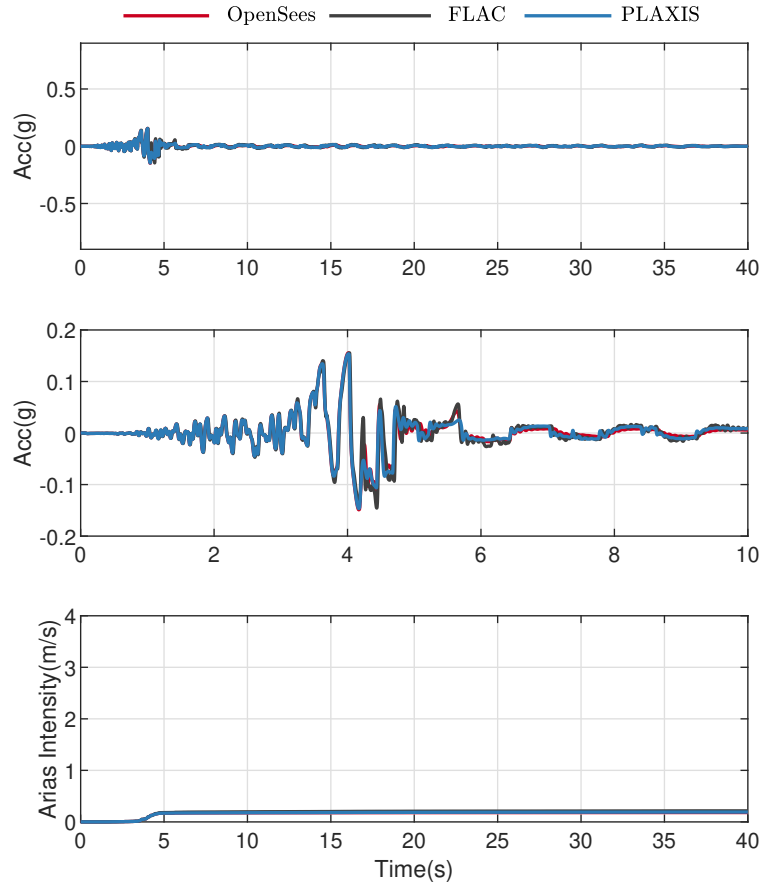 OpenSees FLAC PLAXIS
0.5
0
-0.5
Acc(g)
0 5 10 15 20 25 30 35 40
0.2
0.1
0
-0.1
-0.2
Acc(g)
0 2 4 6 8 10
4
3
2
1
0
Arias Intensity(m/s)
0 5 10 15 20 25 30 35 40
Time(s)